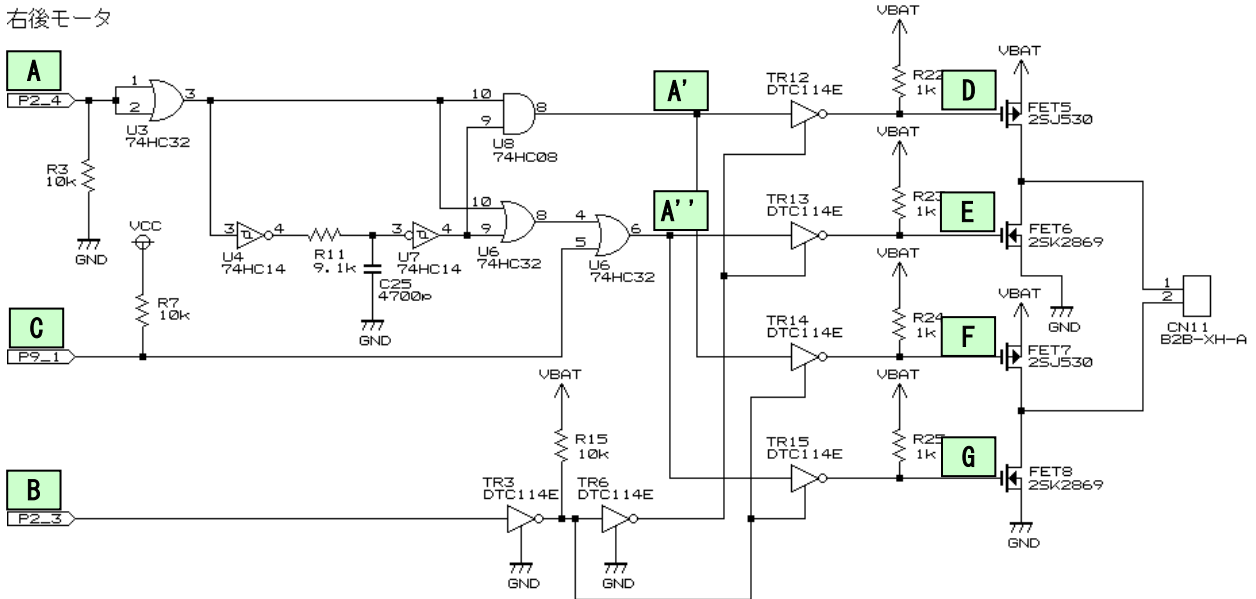 右後モータ
A
P2_4
1
2
3
U3
74HC32
R3
10k
GND
10
9
8
U8
74HC08
A'
TR12
DTC114E
VBAT
R22
1k
D
VBAT
FET5
2SJ530
VCC
R7
10k
3
4
U4
74HC14
R11
9.1k
C25
4700p
GND
3
4
U7
74HC14
10
9
8
U6
74HC32
4
5
6
U6
74HC32
A''
TR13
DTC114E
VBAT
R23
1k
E
FET6
2SK2869
GND
1
2
CN11
B2B-XH-A
C
P9_1
TR14
DTC114E
VBAT
R24
1k
F
VBAT
FET7
2SJ530
B
P2_3
VBAT
R15
10k
TR3
DTC114E
GND
TR6
DTC114E
GND
TR15
DTC114E
VBAT
R25
1k
G
FET8
2SK2869
GND